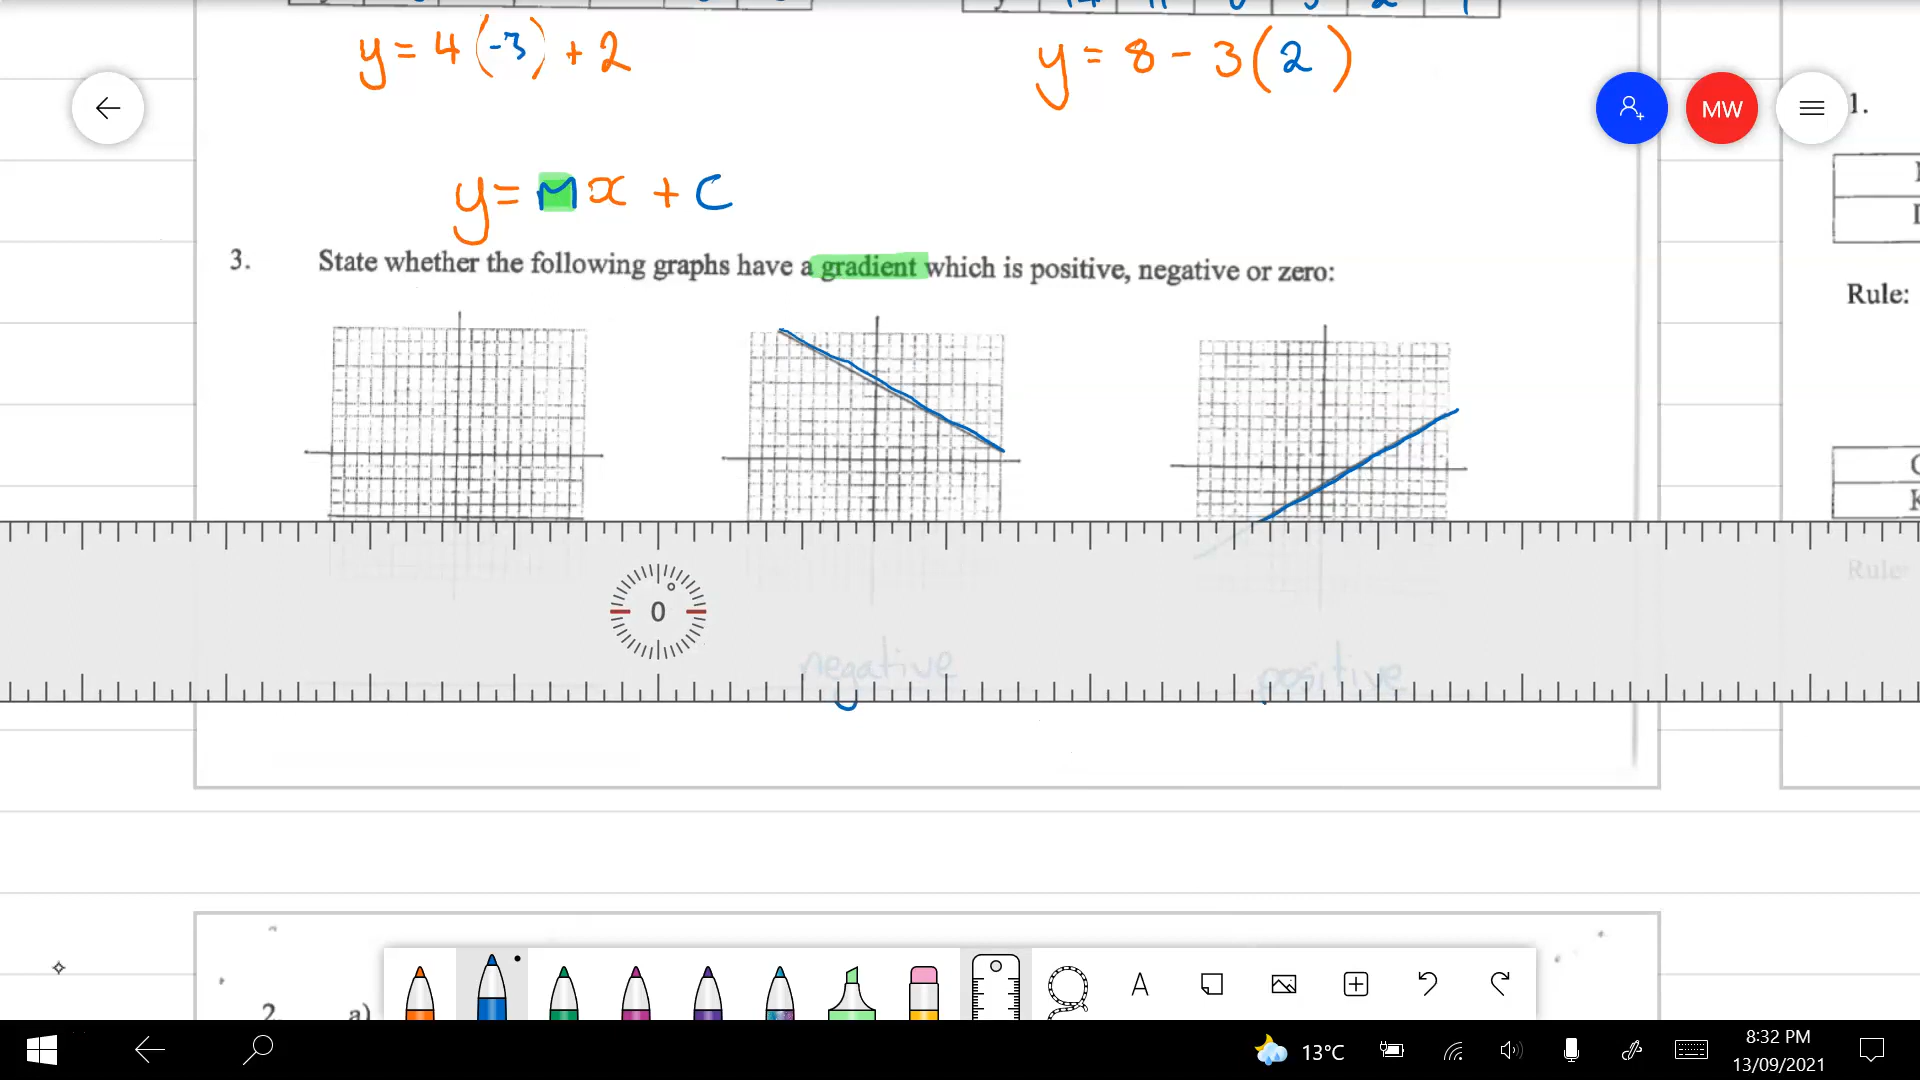 y = 4(-3) + 2
y = 8 - 3(2)
MW
1.
y = mx + c
3. State whether the following graphs have a gradient which is positive, negative or zero:
Rule:
Rule:
0
negative
positive
2. a)
A
13°C
8:32 PM
13/09/2021